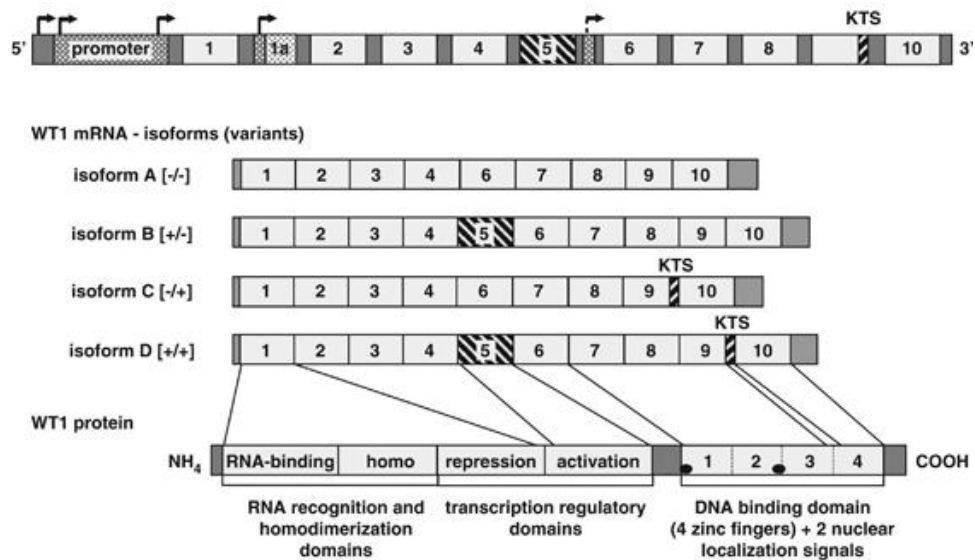 KTS
5' promoter 1 1a 2 3 4 5 6 7 8 10 3'
WT1 mRNA - isoforms (variants)
isoform A [-/-] 1 2 3 4 6 7 8 9 10
isoform B [+/-] 1 2 3 4 5 6 7 8 9 10
KTS
isoform C [-/+] 1 2 3 4 6 7 8 9 10
KTS
isoform D [+/+] 1 2 3 4 5 6 7 8 9 10
WT1 protein
NH4 RNA-binding homo repression activation 1 2 3 4 COOH
RNA recognition and
homodimerization
domains
transcription regulatory
domains
DNA binding domain
(4 zinc fingers) + 2 nuclear
localization signals